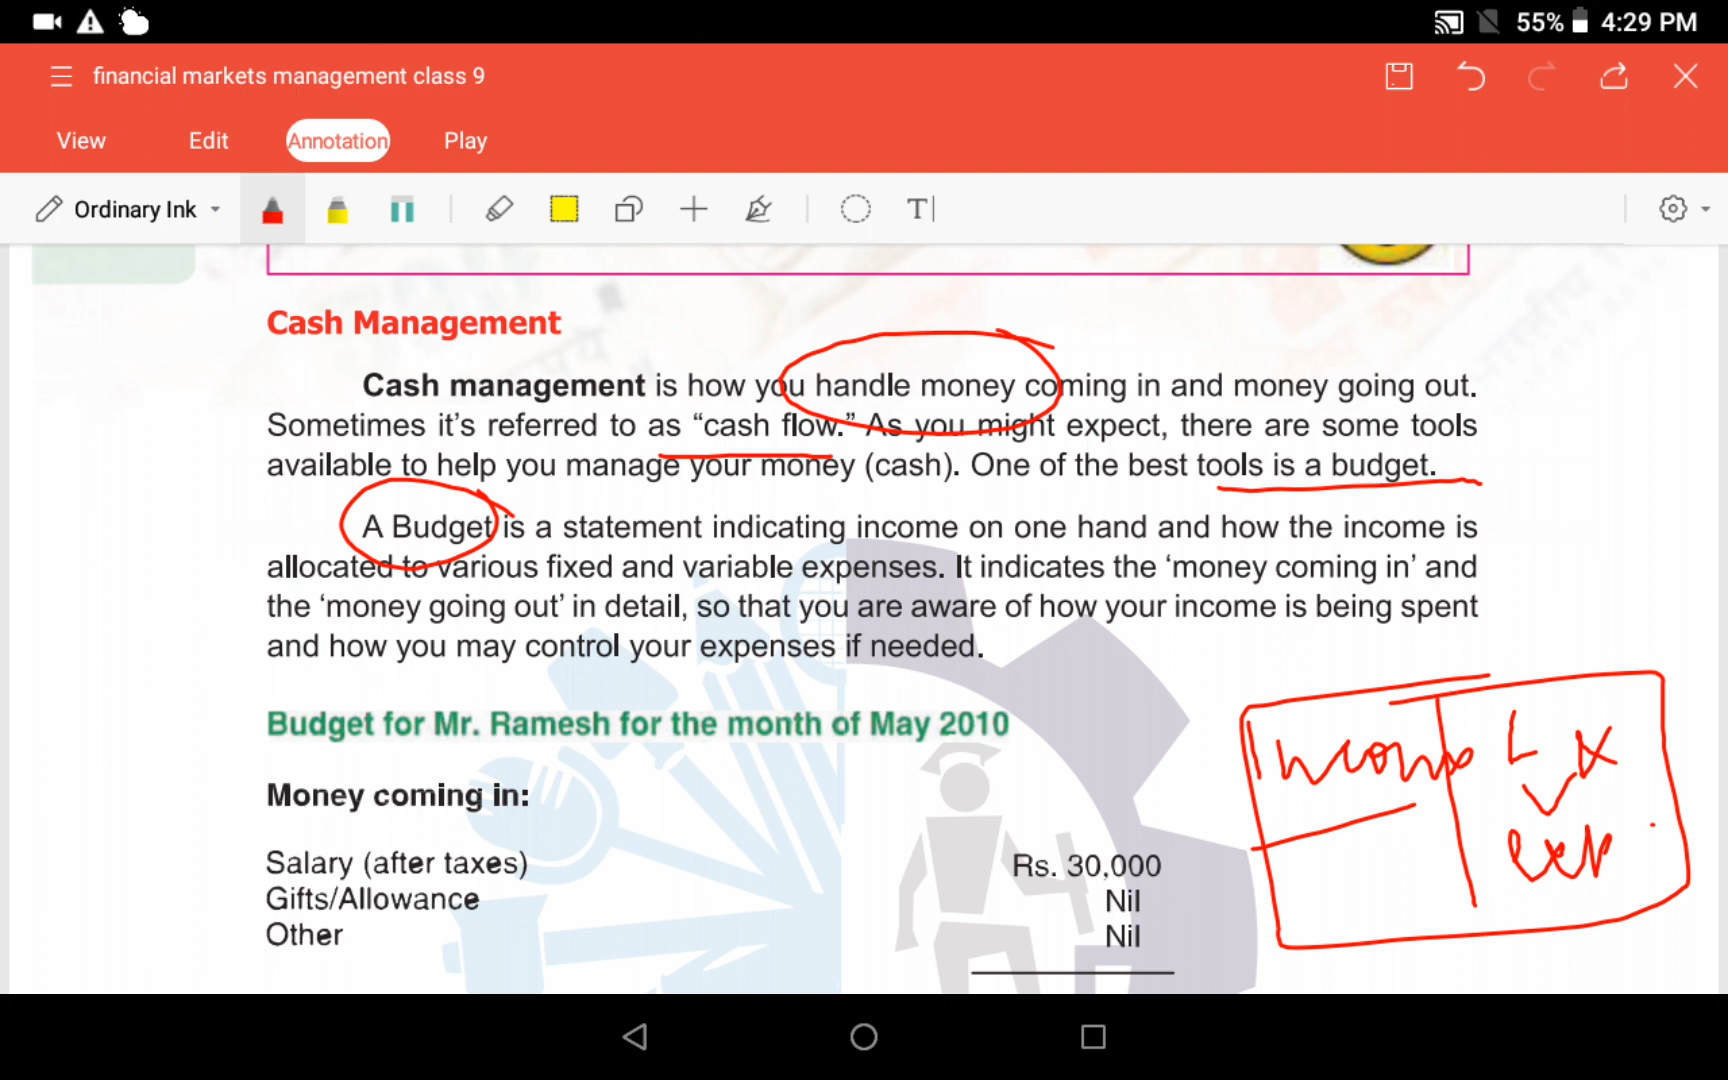 55% 4:29 PM
financial markets management class 9
View Edit Annotation Play
Ordinary Ink T|
Cash Management
Cash management is how you handle money coming in and money going out.
Sometimes it’s referred to as “cash flow.” As you might expect, there are some tools
available to help you manage your money (cash). One of the best tools is a budget.
A Budget is a statement indicating income on one hand and how the income is
allocated to various fixed and variable expenses. It indicates the ‘money coming in’ and
the ‘money going out’ in detail, so that you are aware of how your income is being spent
and how you may control your expenses if needed.
Budget for Mr. Ramesh for the month of May 2010
Income
exp
Money coming in:
Salary (after taxes) Rs. 30,000
Gifts/Allowance Nil
Other Nil